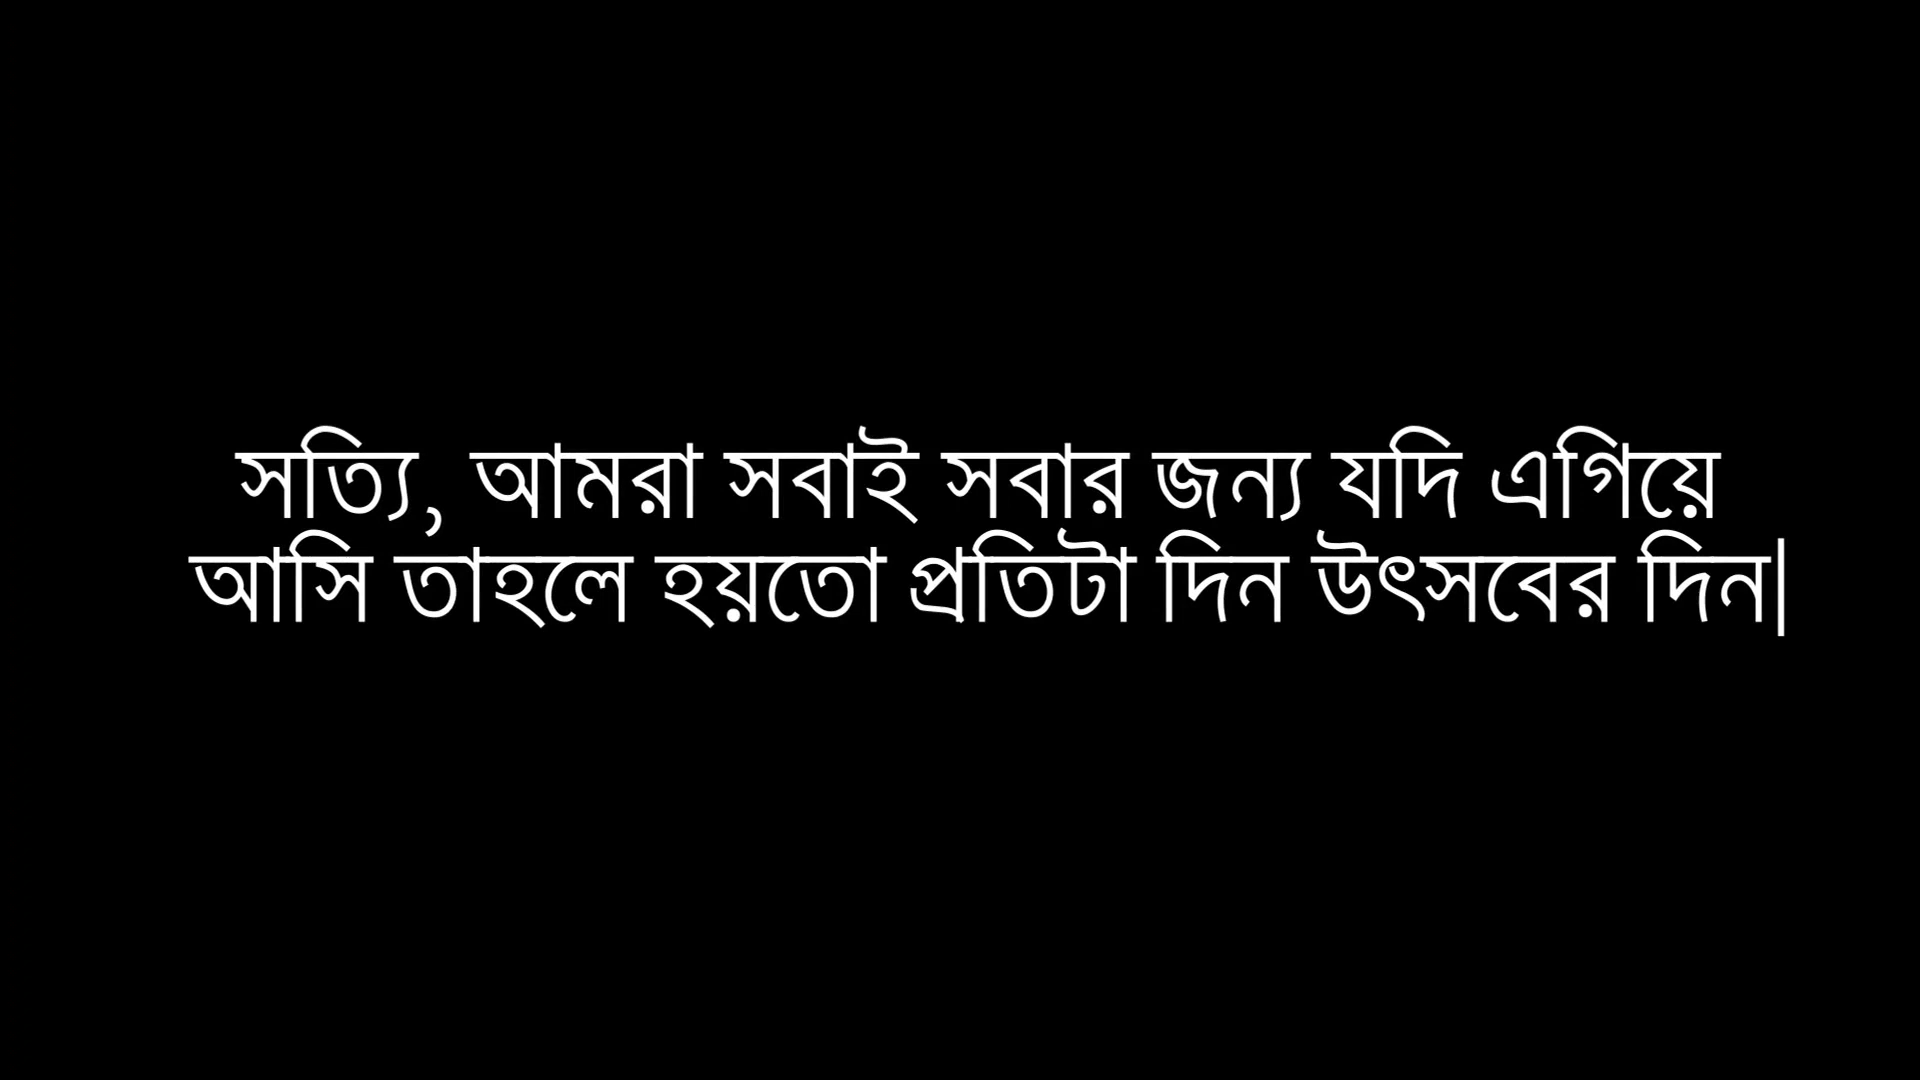 সত্যি, আমরা সবাই সবার জন্য যদি এগিয়ে
আসি তাহলে হয়তো প্রতিটা দিন উৎসবের দিন|